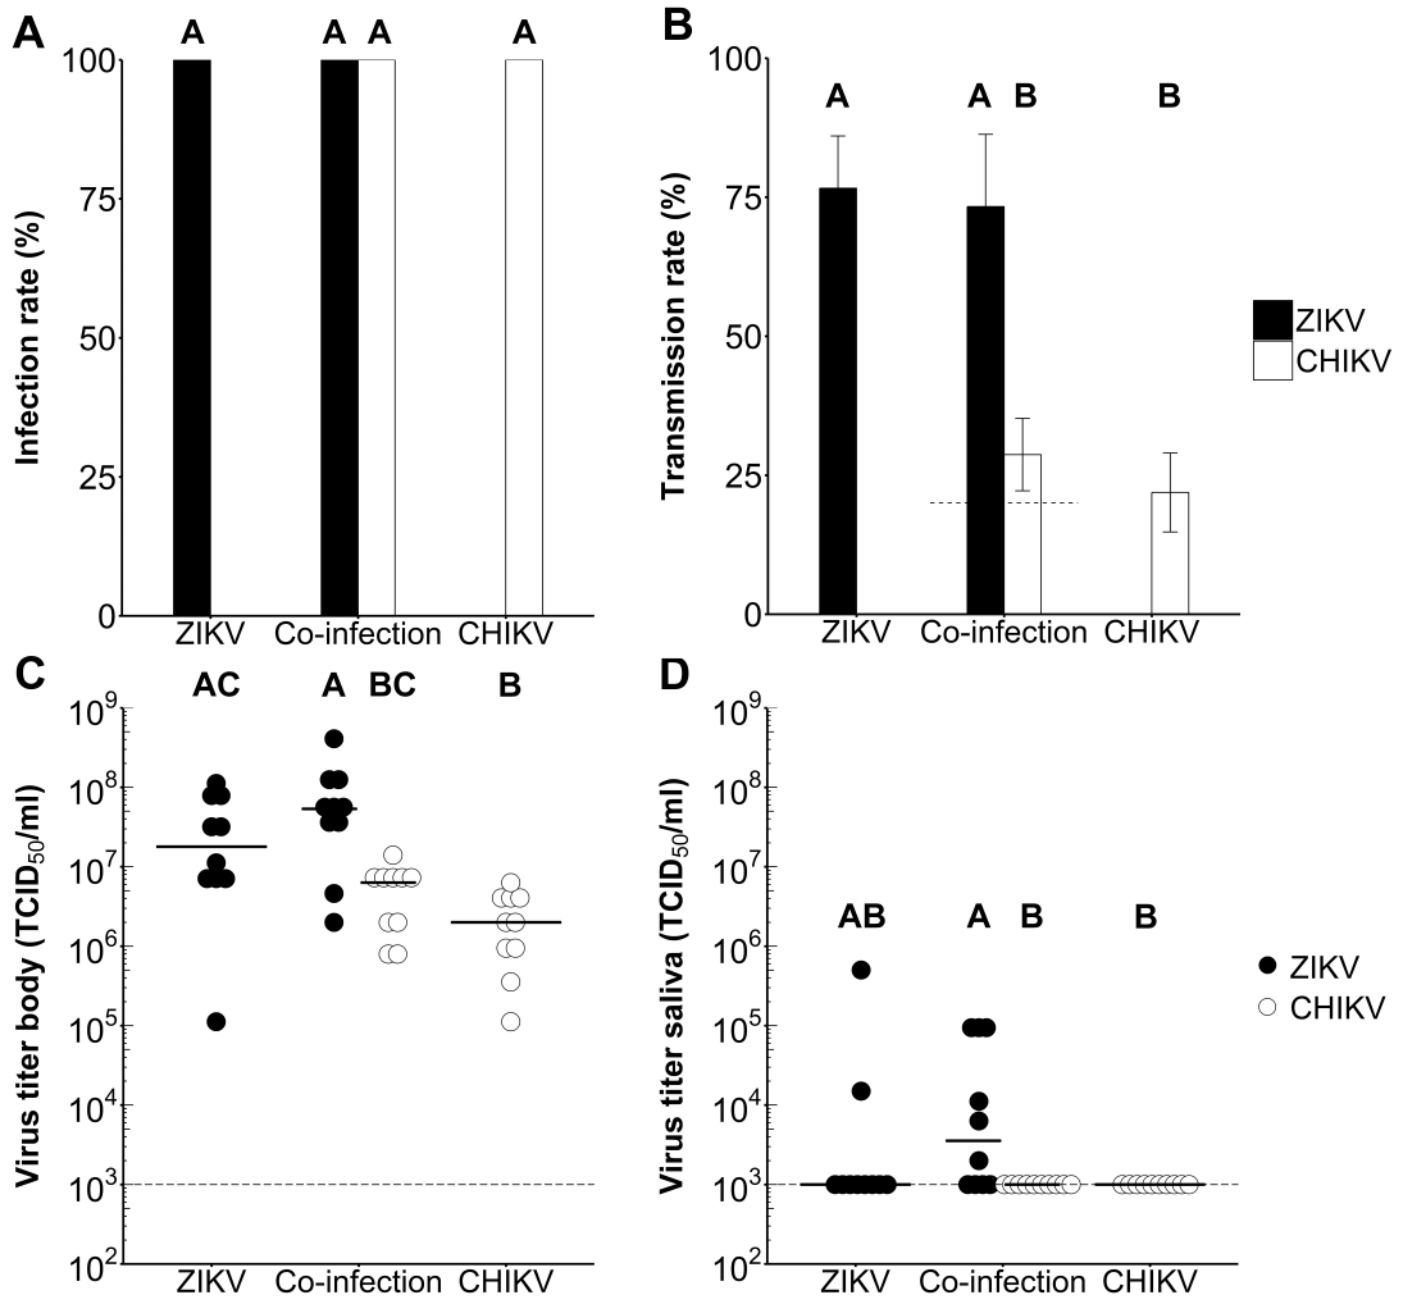 A
A
A A
A
100
75
50
25
0
Infection rate (%)
ZIKV
Co-infection
CHIKV
B
A
A B
B
100
75
50
25
0
Transmission rate (%)
ZIKV
Co-infection
CHIKV
ZIKV
CHIKV
C
AC
A BC
B
10⁹
10⁸
10⁷
10⁶
10⁵
10⁴
10³
10²
Virus titer body (TCID₅₀/ml)
ZIKV
Co-infection
CHIKV
D
AB
A B
B
10⁹
10⁸
10⁷
10⁶
10⁵
10⁴
10³
10²
Virus titer saliva (TCID₅₀/ml)
ZIKV
Co-infection
CHIKV
ZIKV
CHIKV